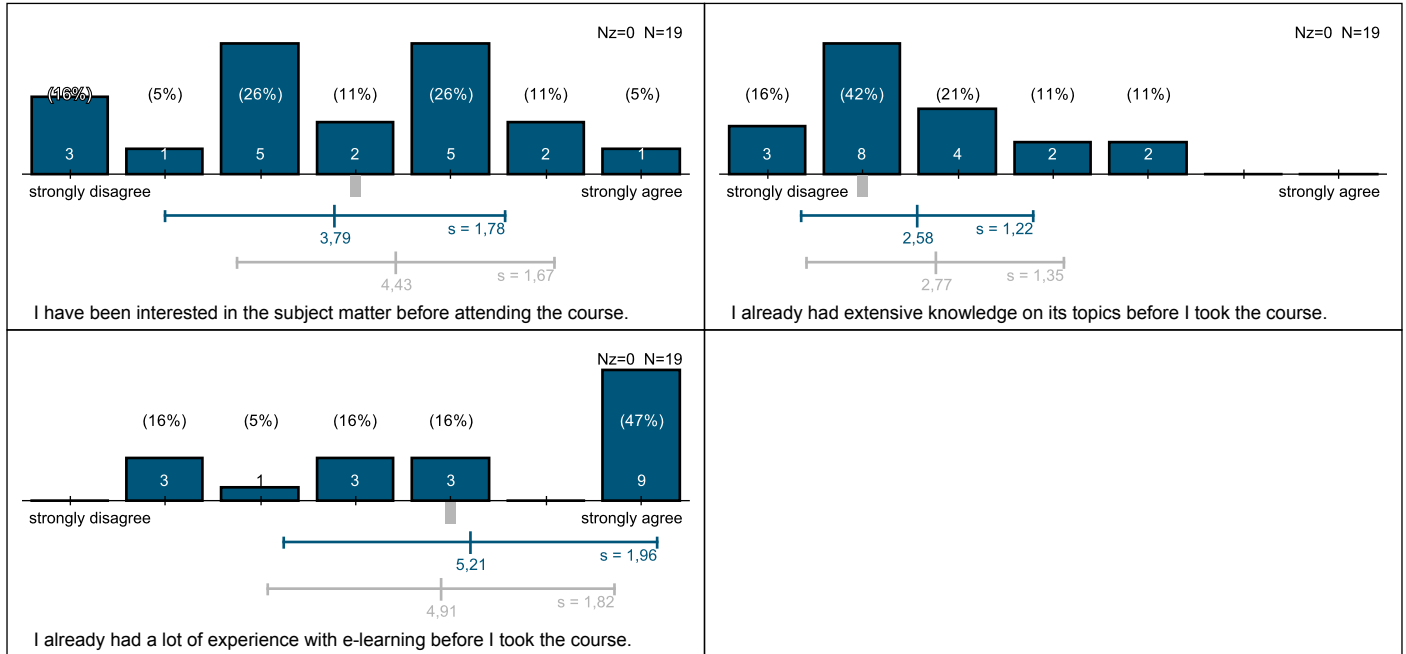 Nz=0 N=19
(16%) (5%) (26%) (11%) (26%) (11%) (5%)
3 1 5 2 5 2 1
strongly disagree strongly agree
s = 1,78
3,79
s = 1,67
4,43
I have been interested in the subject matter before attending the course.
Nz=0 N=19
(16%) (42%) (21%) (11%) (11%)
3 8 4 2 2
strongly disagree strongly agree
s = 1,22
2,58
s = 1,35
2,77
I already had extensive knowledge on its topics before I took the course.
Nz=0 N=19
(16%) (5%) (16%) (16%) (47%)
3 1 3 3 9
strongly disagree strongly agree
s = 1,96
5,21
s = 1,82
4,91
I already had a lot of experience with e-learning before I took the course.